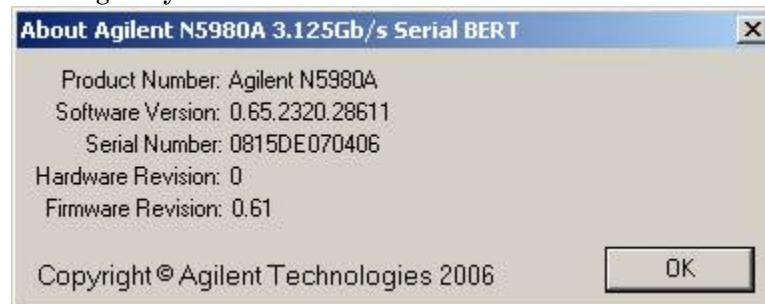 About Agilent N5980A 3.125Gb/s Serial BERT
Product Number: Agilent N5980A
Software Version: 0.65.2320.28611
Serial Number: 0815DE070406
Hardware Revision: 0
Firmware Revision: 0.61
Copyright © Agilent Technologies 2006
OK